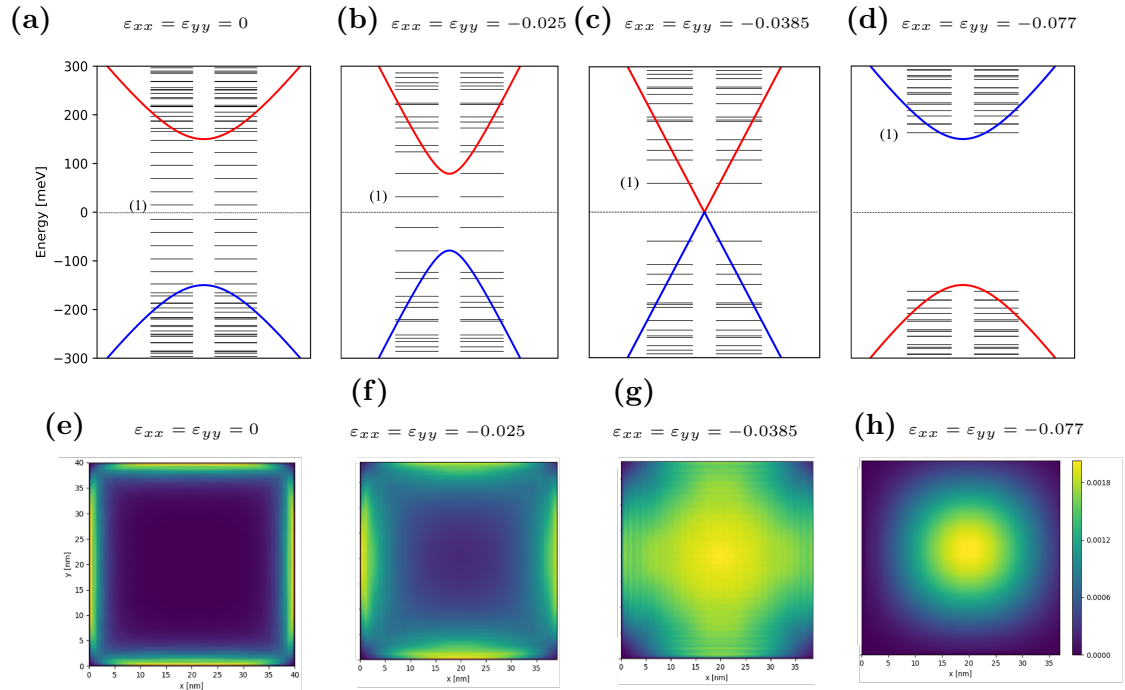 (a)
εxx = εyy = 0
(b)
εxx = εyy = −0.025
(c)
εxx = εyy = −0.0385
(d)
εxx = εyy = −0.077
Energy [meV]
300
200
100
0
−100
−200
−300
(1)
(1)
(1)
(1)
(e)
εxx = εyy = 0
(f)
εxx = εyy = −0.025
(g)
εxx = εyy = −0.0385
(h)
εxx = εyy = −0.077
y [nm]
40
35
30
25
20
15
10
5
0
0 5 10 15 20 25 30 35 40
x [nm]
0 5 10 15 20 25 30 35
x [nm]
0 5 10 15 20 25 30 35
x [nm]
0 5 10 15 20 25 30 35
x [nm]
0.0018
0.0012
0.0006
0.0000